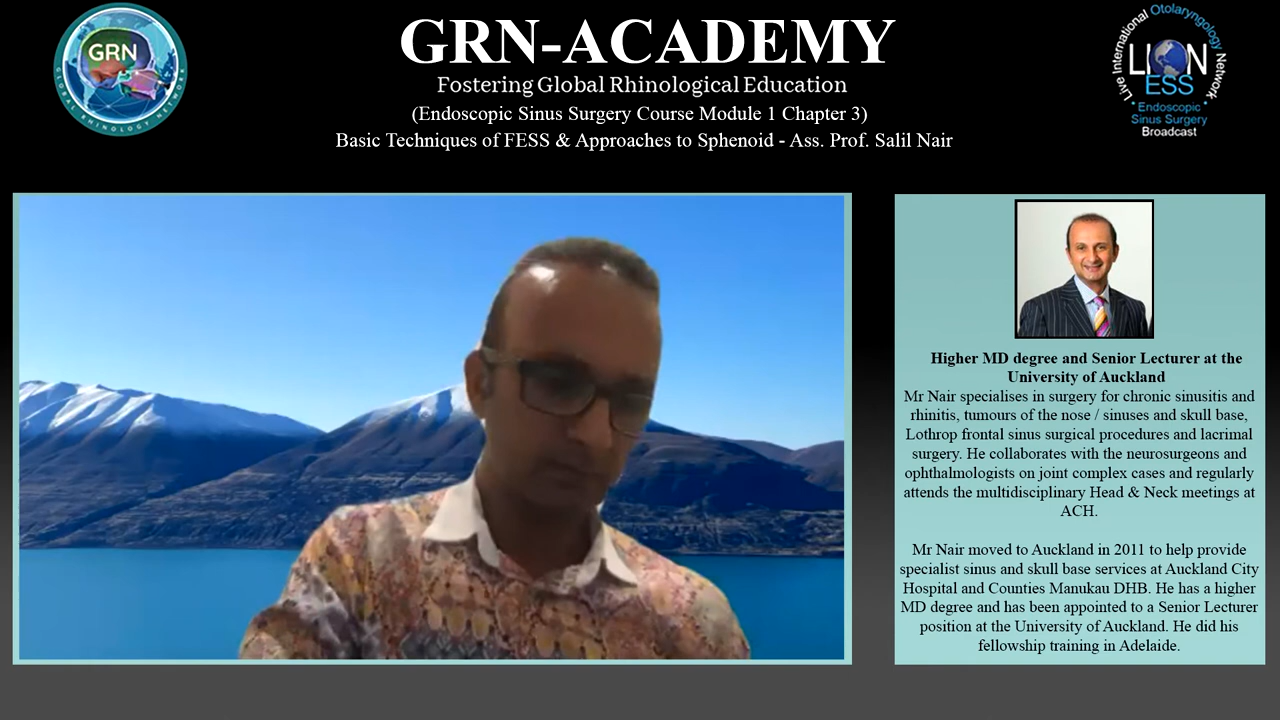 GRN
GLOBAL RHINOLOGY NETWORK
GRN-ACADEMY
Fostering Global Rhinological Education
(Endoscopic Sinus Surgery Course Module 1 Chapter 3)
Basic Techniques of FESS & Approaches to Sphenoid - Ass. Prof. Salil Nair
Live International Otolaryngology Network
LION
ESS
• Endoscopic •
Sinus Surgery
Broadcast
Higher MD degree and Senior Lecturer at the
University of Auckland
Mr Nair specialises in surgery for chronic sinusitis and
rhinitis, tumours of the nose / sinuses and skull base,
Lothrop frontal sinus surgical procedures and lacrimal
surgery. He collaborates with the neurosurgeons and
ophthalmologists on joint complex cases and regularly
attends the multidisciplinary Head & Neck meetings at
ACH.
Mr Nair moved to Auckland in 2011 to help provide
specialist sinus and skull base services at Auckland City
Hospital and Counties Manukau DHB. He has a higher
MD degree and has been appointed to a Senior Lecturer
position at the University of Auckland. He did his
fellowship training in Adelaide.